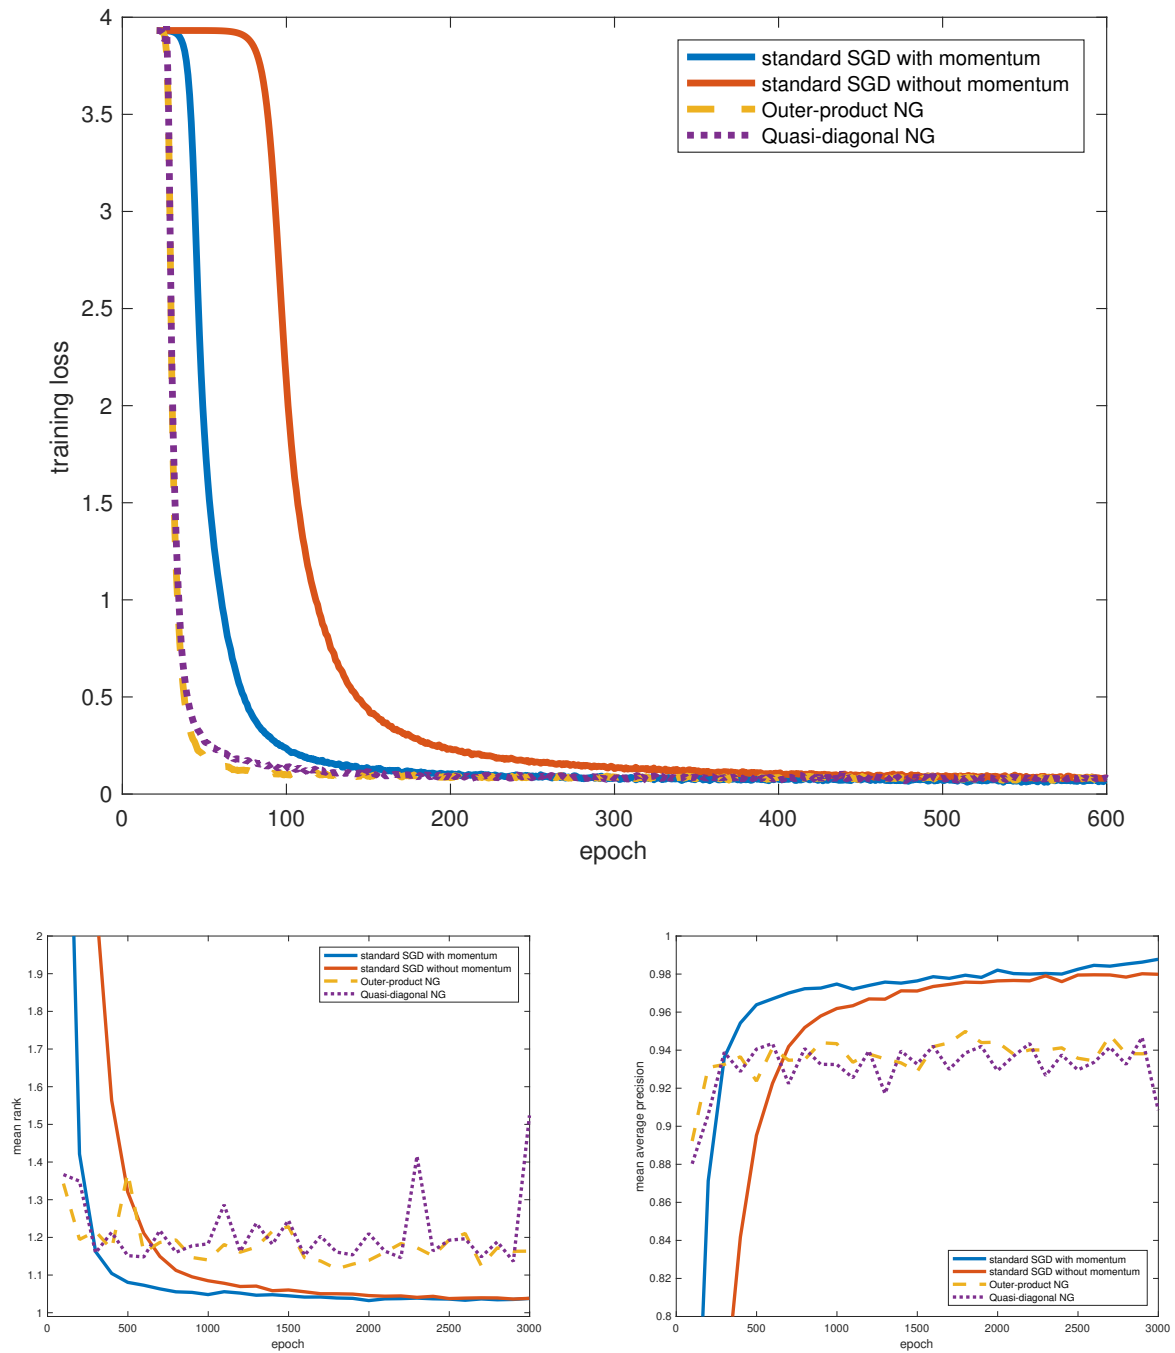 4
3.5
3
2.5
2
1.5
1
0.5
0
training loss
0 100 200 300 400 500 600
epoch
standard SGD with momentum
standard SGD without momentum
Outer-product NG
Quasi-diagonal NG
2
1.9
1.8
1.7
1.6
1.5
1.4
1.3
1.2
1.1
1
mean rank
0 500 1000 1500 2000 2500 3000
epoch
standard SGD with momentum
standard SGD without momentum
Outer-product NG
Quasi-diagonal NG
1
0.98
0.96
0.94
0.92
0.9
0.88
0.86
0.84
0.82
0.8
mean average precision
0 500 1000 1500 2000 2500 3000
epoch
standard SGD with momentum
standard SGD without momentum
Outer-product NG
Quasi-diagonal NG